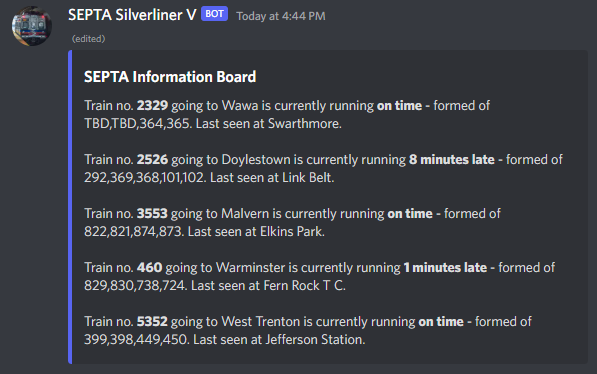 SEPTA Silverliner V BOT Today at 4:44 PM
(edited)
SEPTA Information Board
Train no. 2329 going to Wawa is currently running on time - formed of
TBD,TBD,364,365. Last seen at Swarthmore.
Train no. 2526 going to Doylestown is currently running 8 minutes late - formed of
292,369,368,101,102. Last seen at Link Belt.
Train no. 3553 going to Malvern is currently running on time - formed of
822,821,874,873. Last seen at Elkins Park.
Train no. 460 going to Warminster is currently running 1 minutes late - formed of
829,830,738,724. Last seen at Fern Rock T C.
Train no. 5352 going to West Trenton is currently running on time - formed of
399,398,449,450. Last seen at Jefferson Station.